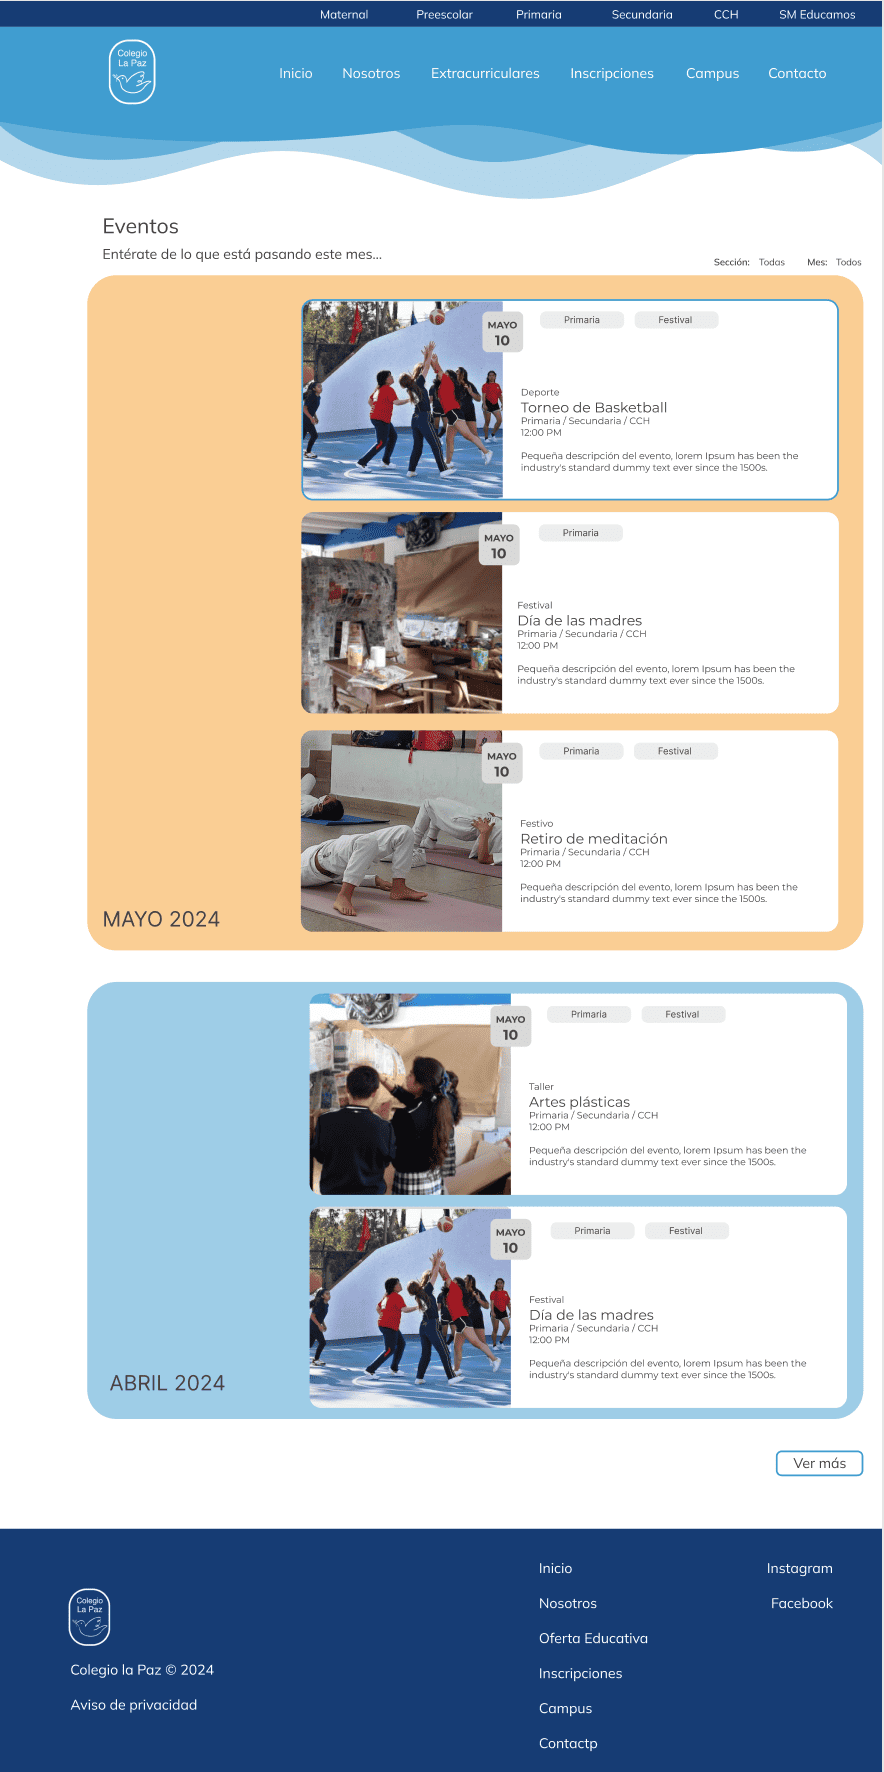 Maternal Preescolar Primaria Secundaria CCH SM Educamos
Colegio
La Paz
Inicio Nosotros Extracurriculares Inscripciones Campus Contacto
Eventos
Entérate de lo que está pasando este mes...
Sección: Todas Mes: Todos
MAYO
10
Primaria Festival
Deporte
Torneo de Basketball
Primaria / Secundaria / CCH
12:00 PM
Pequeña descripción del evento, lorem Ipsum has been the
industry's standard dummy text ever since the 1500s.
MAYO
10
Primaria
Festival
Día de las madres
Primaria / Secundaria / CCH
12:00 PM
Pequeña descripción del evento, lorem Ipsum has been the
industry's standard dummy text ever since the 1500s.
MAYO
10
Primaria Festival
Festivo
Retiro de meditación
Primaria / Secundaria / CCH
12:00 PM
Pequeña descripción del evento, lorem Ipsum has been the
industry's standard dummy text ever since the 1500s.
MAYO 2024
MAYO
10
Primaria Festival
Taller
Artes plásticas
Primaria / Secundaria / CCH
12:00 PM
Pequeña descripción del evento, lorem Ipsum has been the
industry's standard dummy text ever since the 1500s.
MAYO
10
Primaria Festival
Festival
Día de las madres
Primaria / Secundaria / CCH
12:00 PM
Pequeña descripción del evento, lorem Ipsum has been the
industry's standard dummy text ever since the 1500s.
ABRIL 2024
Ver más
Colegio
La Paz
Colegio la Paz © 2024
Aviso de privacidad
Inicio
Nosotros
Oferta Educativa
Inscripciones
Campus
Contactp
Instagram
Facebook